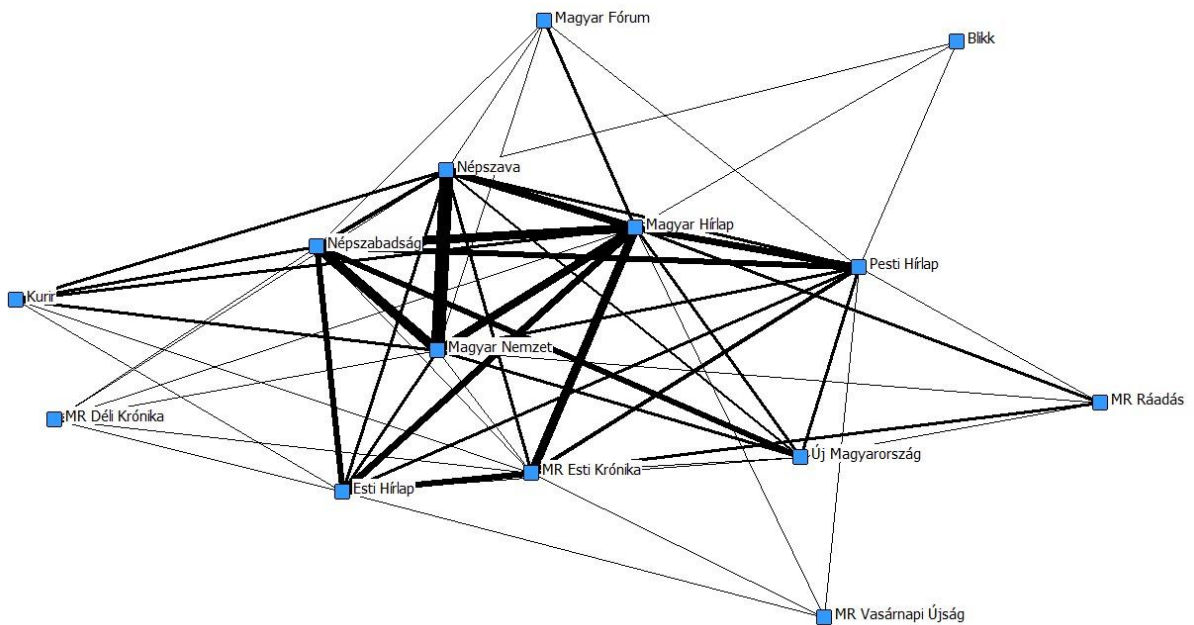 Magyar Fórum
Blikk
Népszava
Magyar Hírlap
Népszabadság
Pesti Hírlap
Kurir
Magyar Nemzet
MR Ráadás
MR Déli Krónika
Új Magyarország
MR Esti Krónika
Esti Hírlap
MR Vasárnapi Újság